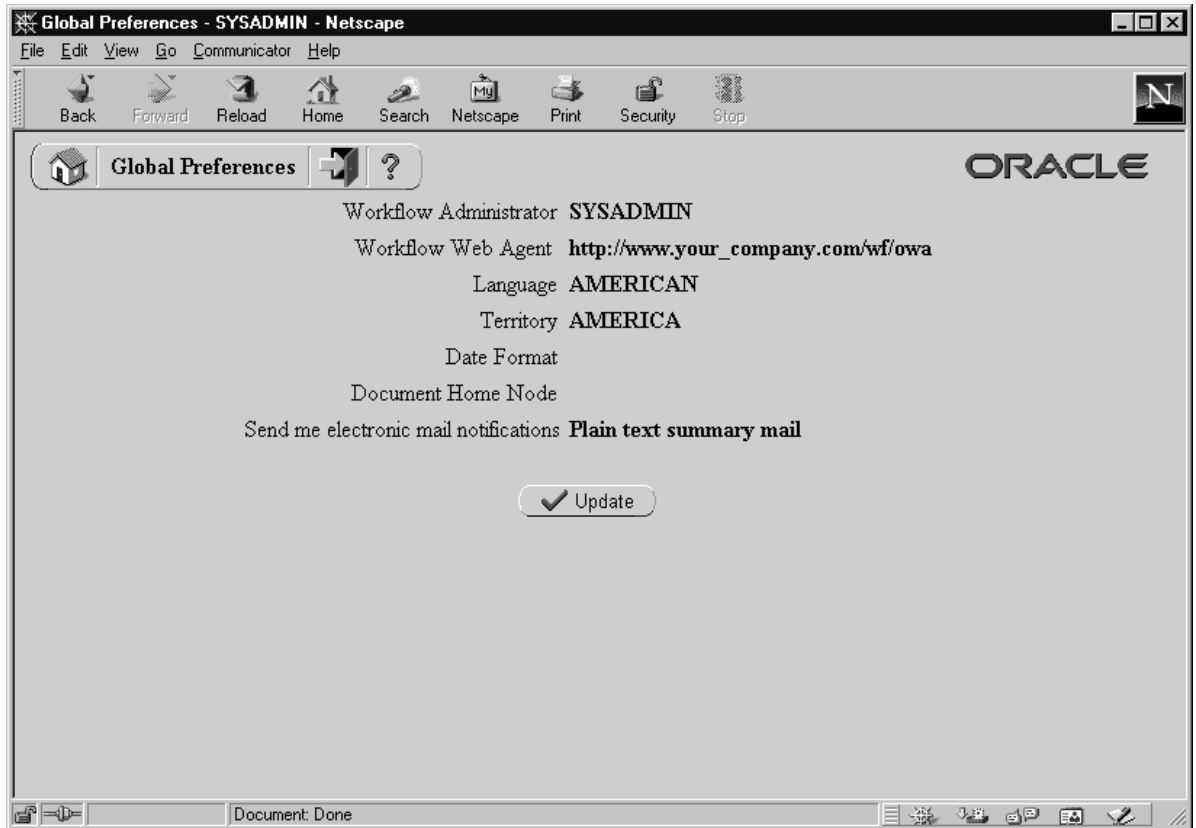 Global Preferences - SYSADMIN - Netscape
File Edit View Go Communicator Help
Back Forward Reload Home Search Netscape Print Security Stop
My
N
Global Preferences ?
ORACLE
Workflow Administrator SYSADMIN
Workflow Web Agent http://www.your_company.com/wf/owa
Language AMERICAN
Territory AMERICA
Date Format
Document Home Node
Send me electronic mail notifications Plain text summary mail
Update
Document: Done